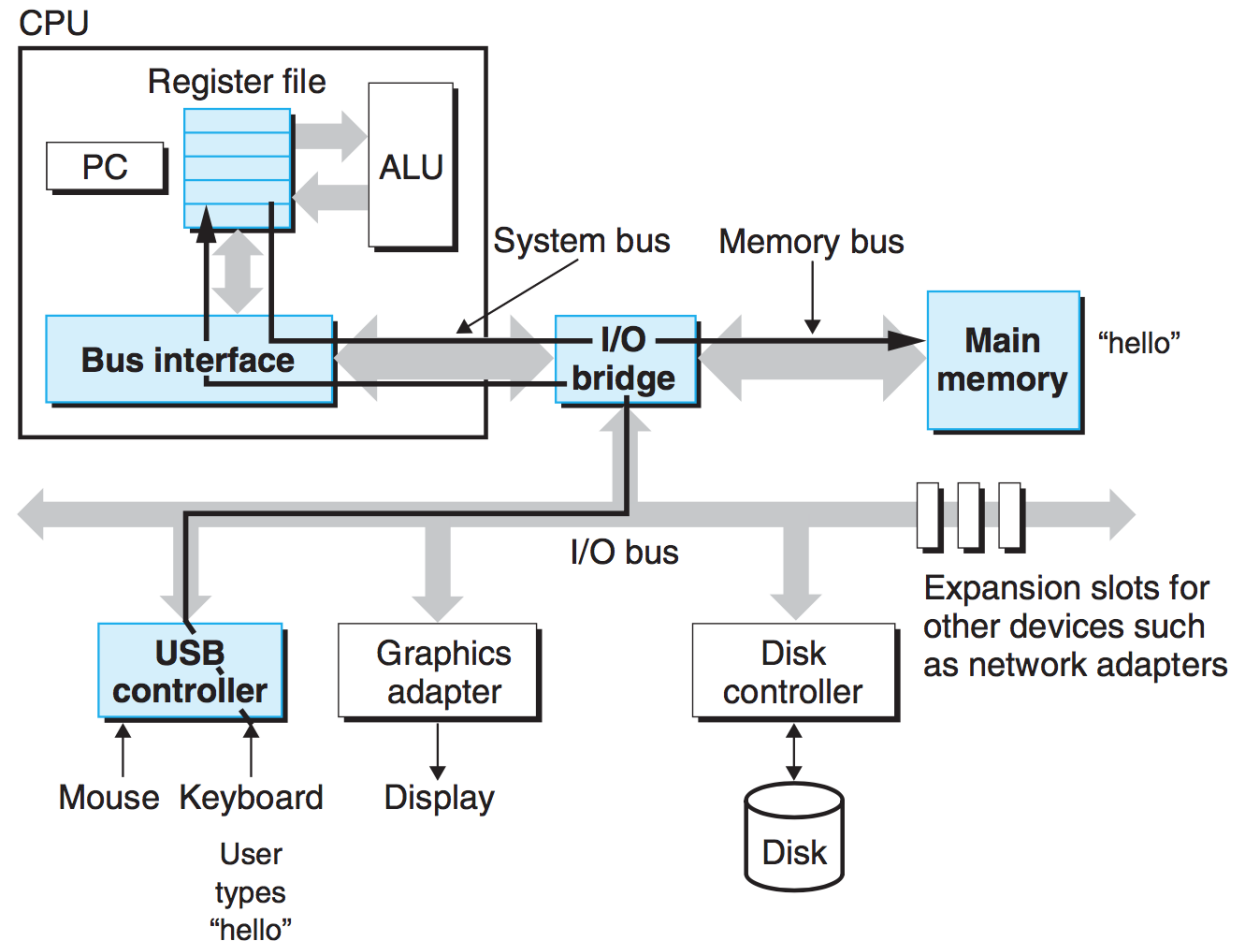 CPU
Register file
PC
ALU
System bus
Memory bus
Bus interface
I/O
bridge
Main
memory
“hello”
I/O bus
Expansion slots for
other devices such
as network adapters
USB
controller
Graphics
adapter
Disk
controller
Mouse
Keyboard
Display
Disk
User
types
“hello”